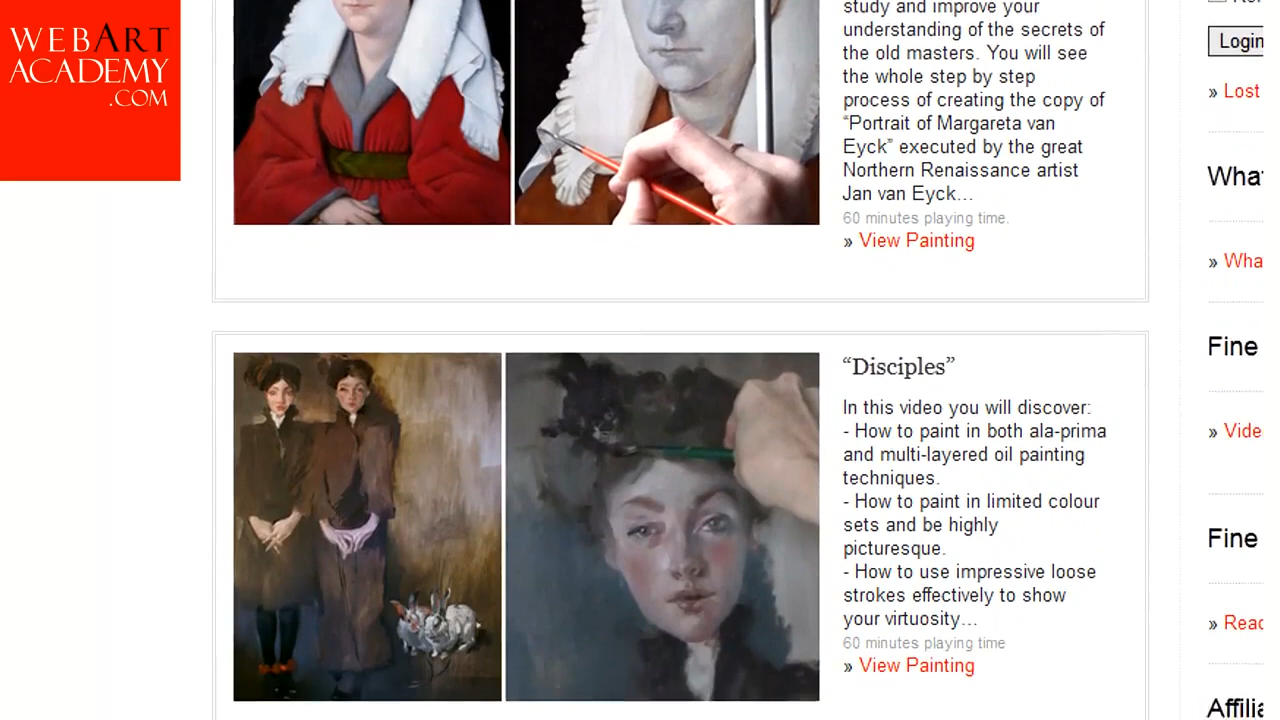 WEBART
ACADEMY
.COM
study and improve your
understanding of the secrets of
the old masters. You will see
the whole step by step
process of creating the copy of
“Portrait of Margareta van
Eyck” executed by the great
Northern Renaissance artist
Jan van Eyck…
60 minutes playing time.
» View Painting
“Disciples”
In this video you will discover:
- How to paint in both ala-prima
and multi-layered oil painting
techniques.
- How to paint in limited colour
sets and be highly
picturesque.
- How to use impressive loose
strokes effectively to show
your virtuosity…
60 minutes playing time
» View Painting
Login
» Lost
Fine
Fine